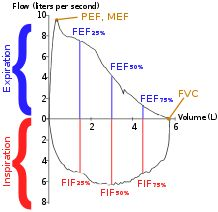 Flow (liters per second)
10
PEF, MEF
8
FEF25%
6
FEF50%
4
2
FEF75%
FVC
0
2
4
6
Volume (L)
2
4
6
FIF25%
FIF50%
FIF75%
8
Expiration
Inspiration